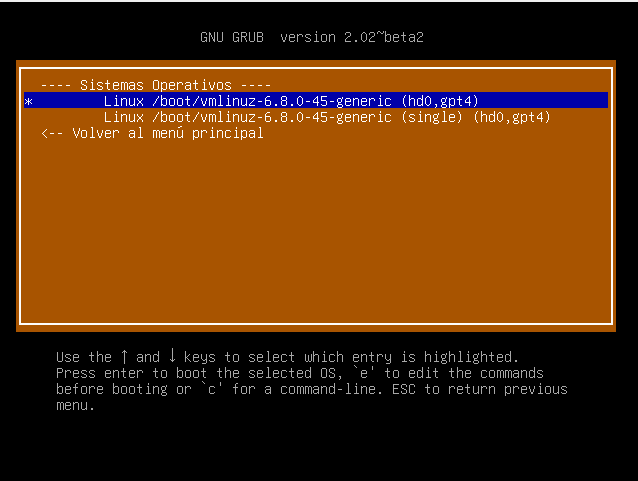 GNU GRUB  version 2.02~beta2
---- Sistemas Operativos ----
*        Linux /boot/vmlinuz-6.8.0-45-generic (hd0,gpt4)
Linux /boot/vmlinuz-6.8.0-45-generic (single) (hd0,gpt4)
<-- Volver al menú principal
Use the ↑ and ↓ keys to select which entry is highlighted.
Press enter to boot the selected OS, `e' to edit the commands
before booting or `c' for a command-line. ESC to return previous
menu.